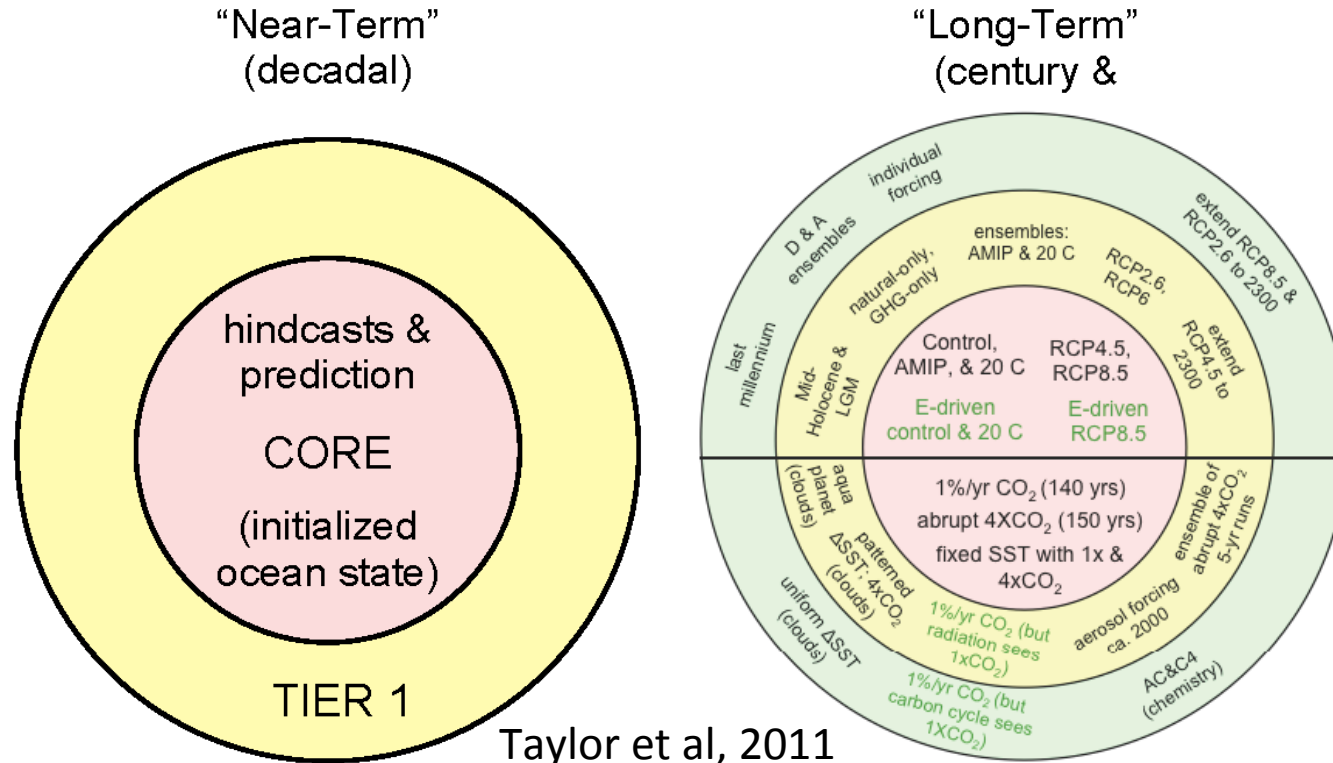 “Near-Term”
(decadal)
hindcasts &
prediction
CORE
(initialized
ocean state)
TIER 1
“Long-Term”
(century &
individual
forcing
D & A
ensembles
last
millennium
extend RCP8.5 &
RCP2.6 to 2300
ensembles:
AMIP & 20 C
natural-only,
GHG-only
Mid-
Holocene &
LGM
RCP2.6,
RCP6
extend
RCP4.5 to
2300
Control,
AMIP, & 20 C
RCP4.5,
RCP8.5
E-driven
control & 20 C
E-driven
RCP8.5
1%/yr CO₂ (140 yrs)
abrupt 4XCO₂ (150 yrs)
fixed SST with 1x &
4xCO₂
aqua
planet
(clouds)
patterned
ΔSST; 4xCO₂
(clouds)
1%/yr CO₂ (but
radiation sees
1xCO₂)
aerosol forcing
ca. 2000
ensemble of
abrupt 4xCO₂
5-yr runs
uniform ΔSST
(clouds)
1%/yr CO₂ (but
carbon cycle sees
1XCO₂)
AC&C4
(chemistry)
Taylor et al, 2011